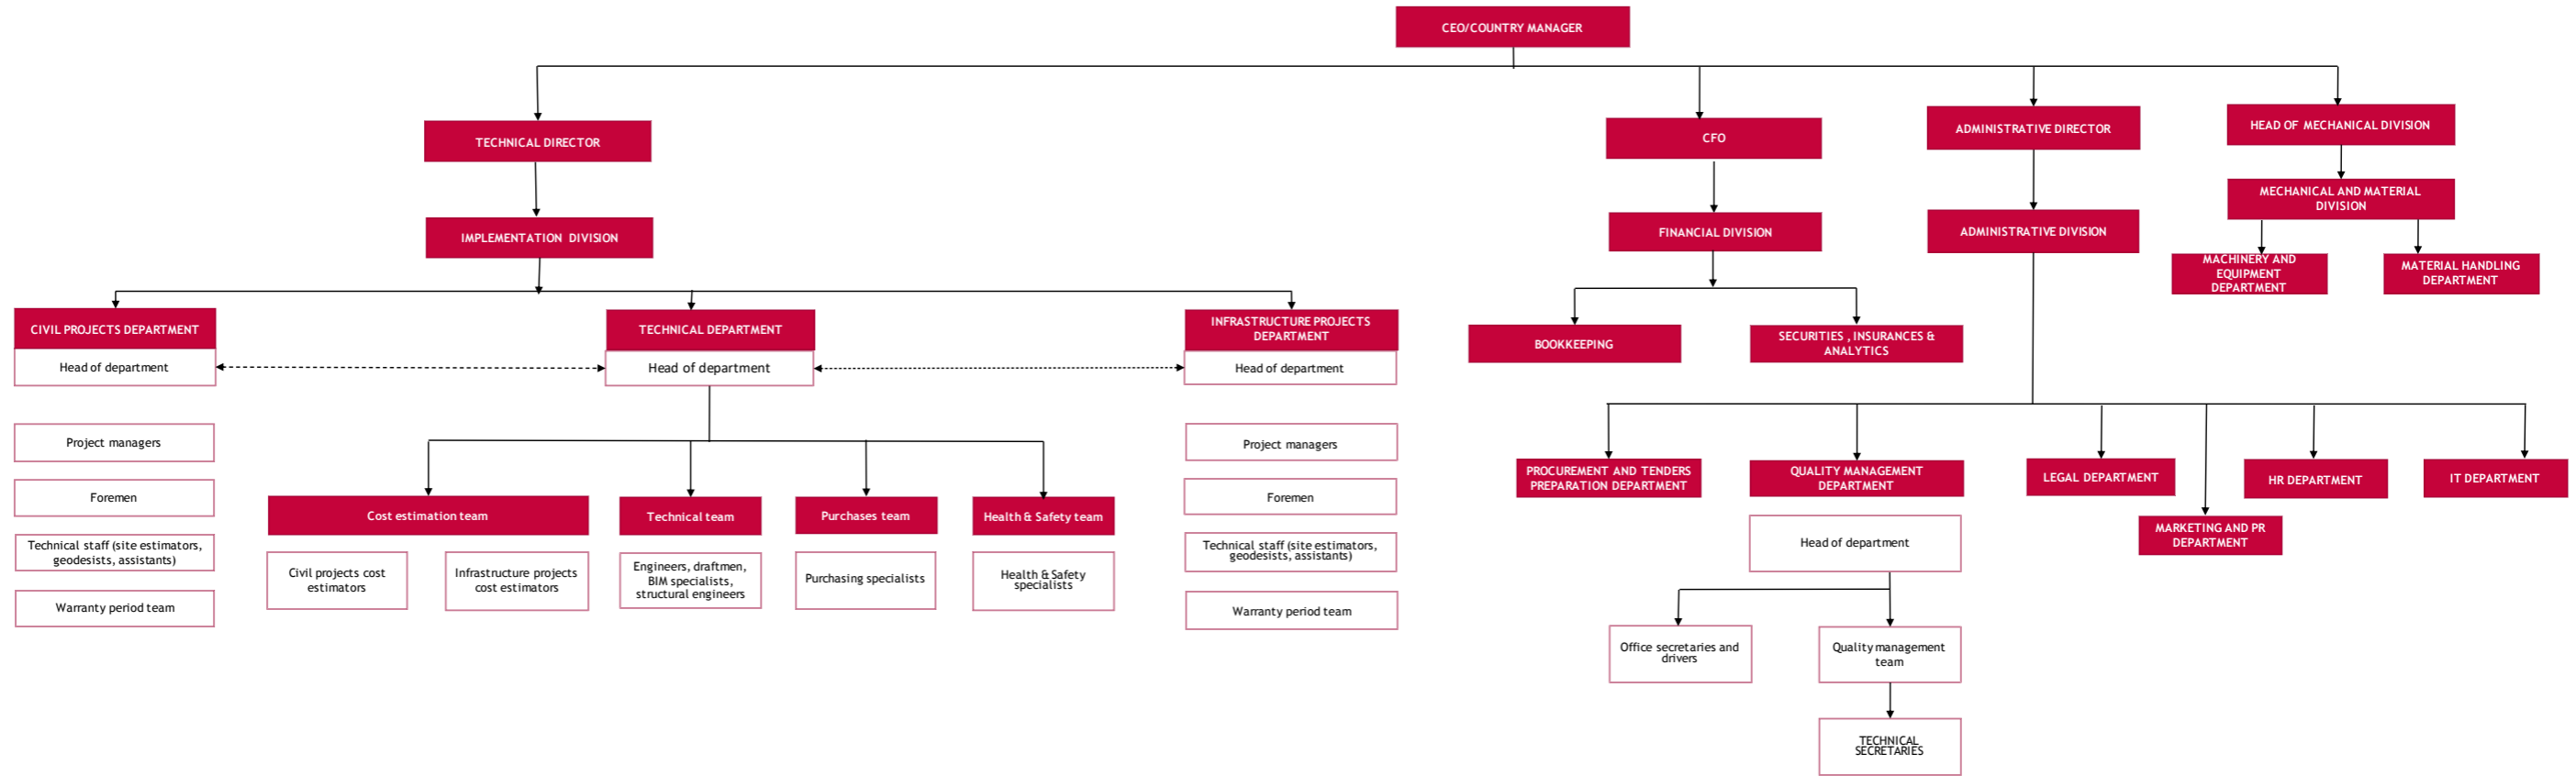 CEO/COUNTRY MANAGER
TECHNICAL DIRECTOR
CFO
ADMINISTRATIVE DIRECTOR
HEAD OF MECHANICAL DIVISION
IMPLEMENTATION DIVISION
FINANCIAL DIVISION
ADMINISTRATIVE DIVISION
MECHANICAL AND MATERIAL
DIVISION
MACHINERY AND
EQUIPMENT
DEPARTMENT
MATERIAL HANDLING
DEPARTMENT
CIVIL PROJECTS DEPARTMENT
Head of department
TECHNICAL DEPARTMENT
Head of department
INFRASTRUCTURE PROJECTS
DEPARTMENT
Head of department
BOOKKEEPING
SECURITIES , INSURANCES &
ANALYTICS
Project managers
Foremen
Technical staff (site estimators,
geodesists, assistants)
Warranty period team
Cost estimation team
Civil projects cost
estimators
Infrastructure projects
cost estimators
Technical team
Engineers, draftmen,
BIM specialists,
structural engineers
Purchases team
Purchasing specialists
Health & Safety team
Health & Safety
specialists
Project managers
Foremen
Technical staff (site estimators,
geodesists, assistants)
Warranty period team
PROCUREMENT AND TENDERS
PREPARATION DEPARTMENT
QUALITY MANAGEMENT
DEPARTMENT
LEGAL DEPARTMENT
MARKETING AND PR
DEPARTMENT
HR DEPARTMENT
IT DEPARTMENT
Head of department
Office secretaries and
drivers
Quality management
team
TECHNICAL
SECRETARIES